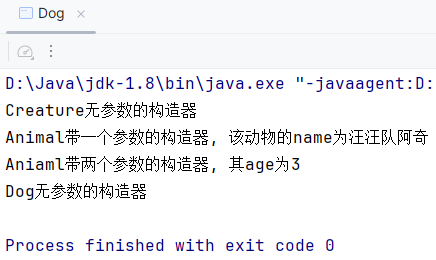 Dog
D:\Java\jdk-1.8\bin\java.exe "-javaagent:D:
Creature无参数的构造器
Animal带一个参数的构造器, 该动物的name为汪汪队阿奇
Aniaml带两个参数的构造器, 其age为3
Dog无参数的构造器
Process finished with exit code 0